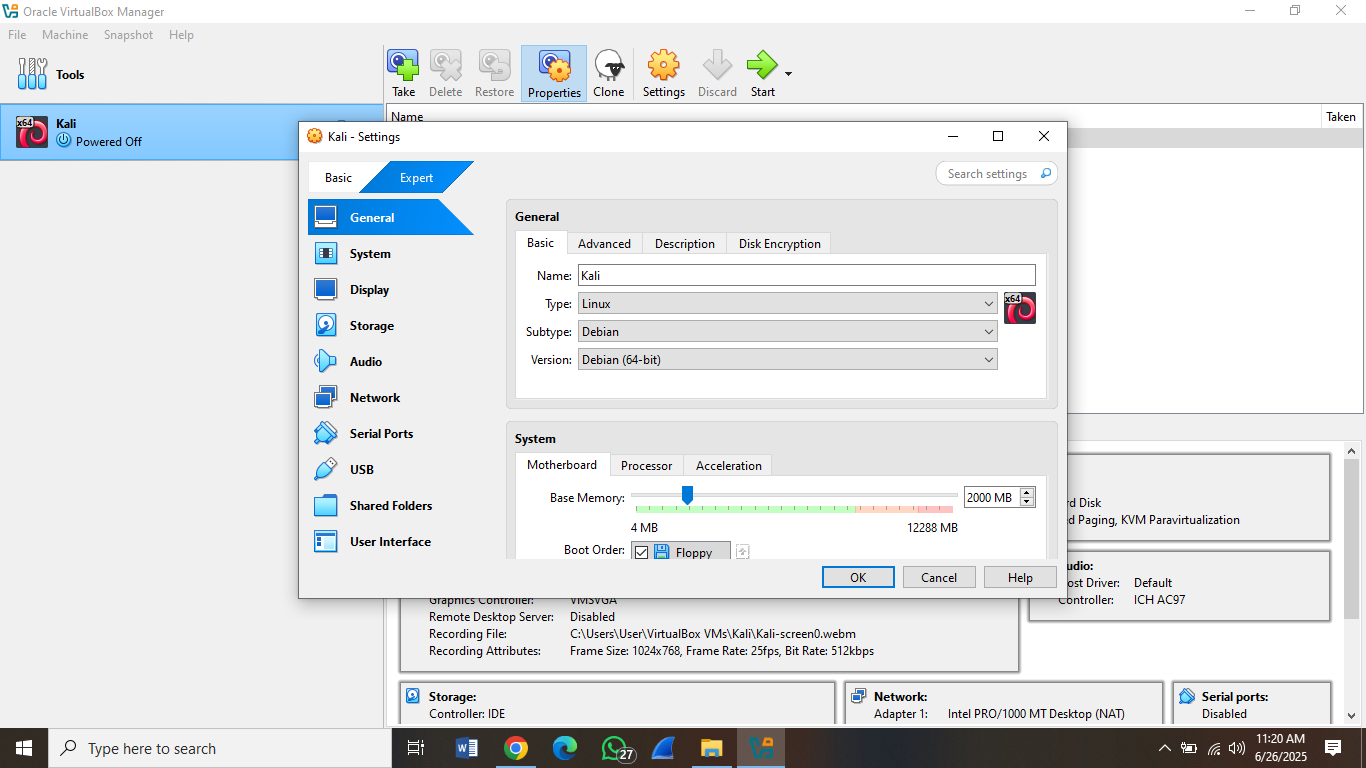 Oracle VirtualBox Manager
File Machine Snapshot Help
Tools
Take Delete Restore Properties Clone Settings Discard Start
x64
Kali
Powered Off
Name Taken
Kali - Settings
Basic Expert
Search settings
General
System
Display
Storage
Audio
Network
Serial Ports
USB
Shared Folders
User Interface
General
Basic Advanced Description Disk Encryption
Name: Kali
Type: Linux
x64
Subtype: Debian
Version: Debian (64-bit)
System
Motherboard Processor Acceleration
Base Memory: 2000 MB
4 MB 12288 MB
Boot Order: Floppy
OK Cancel Help
Disk
Paging, KVM Paravirtualization
Driver: Default
Controller: ICH AC97
Graphics Controller: VMSVGA
Remote Desktop Server: Disabled
Recording File: C:\Users\User\VirtualBox VMs\Kali\Kali-screen0.webm
Recording Attributes: Frame Size: 1024x768, Frame Rate: 25fps, Bit Rate: 512kbps
Storage:
Controller: IDE
Network:
Adapter 1: Intel PRO/1000 MT Desktop (NAT)
Serial ports:
Disabled
Type here to search
27
11:20 AM
6/26/2025